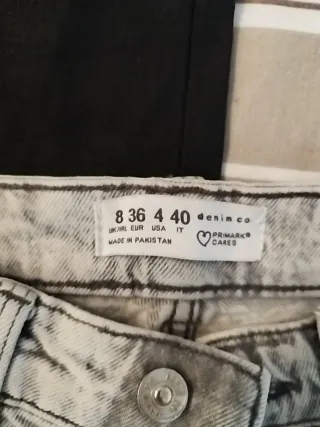 8 36 4 40 denim co
UK/IRL EUR USA IT
MADE IN PAKISTAN
PRIMARK®
CARES